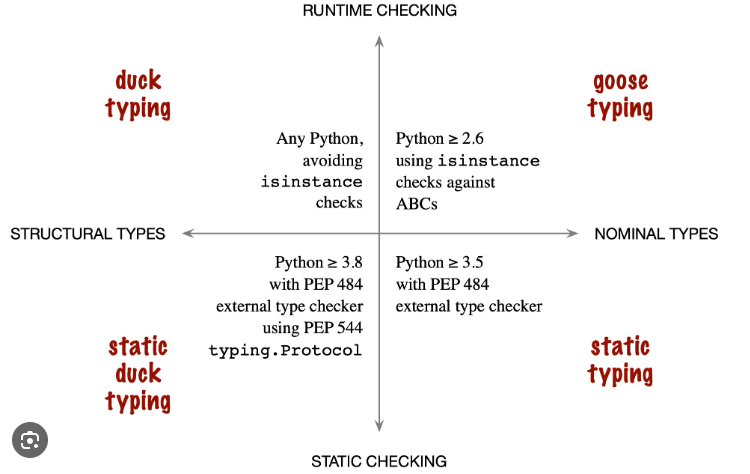 RUNTIME CHECKING
duck
typing
goose
typing
Any Python,
avoiding
isinstance
checks
Python ≥ 2.6
using isinstance
checks against
ABCs
STRUCTURAL TYPES
NOMINAL TYPES
Python ≥ 3.8
with PEP 484
external type checker
using PEP 544
typing.Protocol
Python ≥ 3.5
with PEP 484
external type checker
static
duck
typing
static
typing
STATIC CHECKING